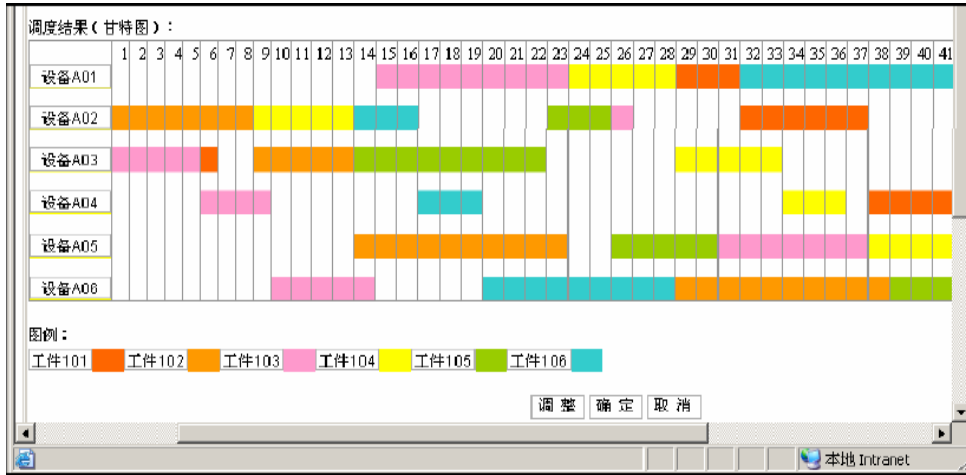 调度结果(甘特图):
1 2 3 4 5 6 7 8 9 10 11 12 13 14 15 16 17 18 19 20 21 22 23 24 25 26 27 28 29 30 31 32 33 34 35 36 37 38 39 40 41
设备A01
设备A02
设备A03
设备A04
设备A05
设备A06
图例:
工件101 工件102 工件103 工件104 工件105 工件106
调 整 确 定 取 消
本地 Intranet